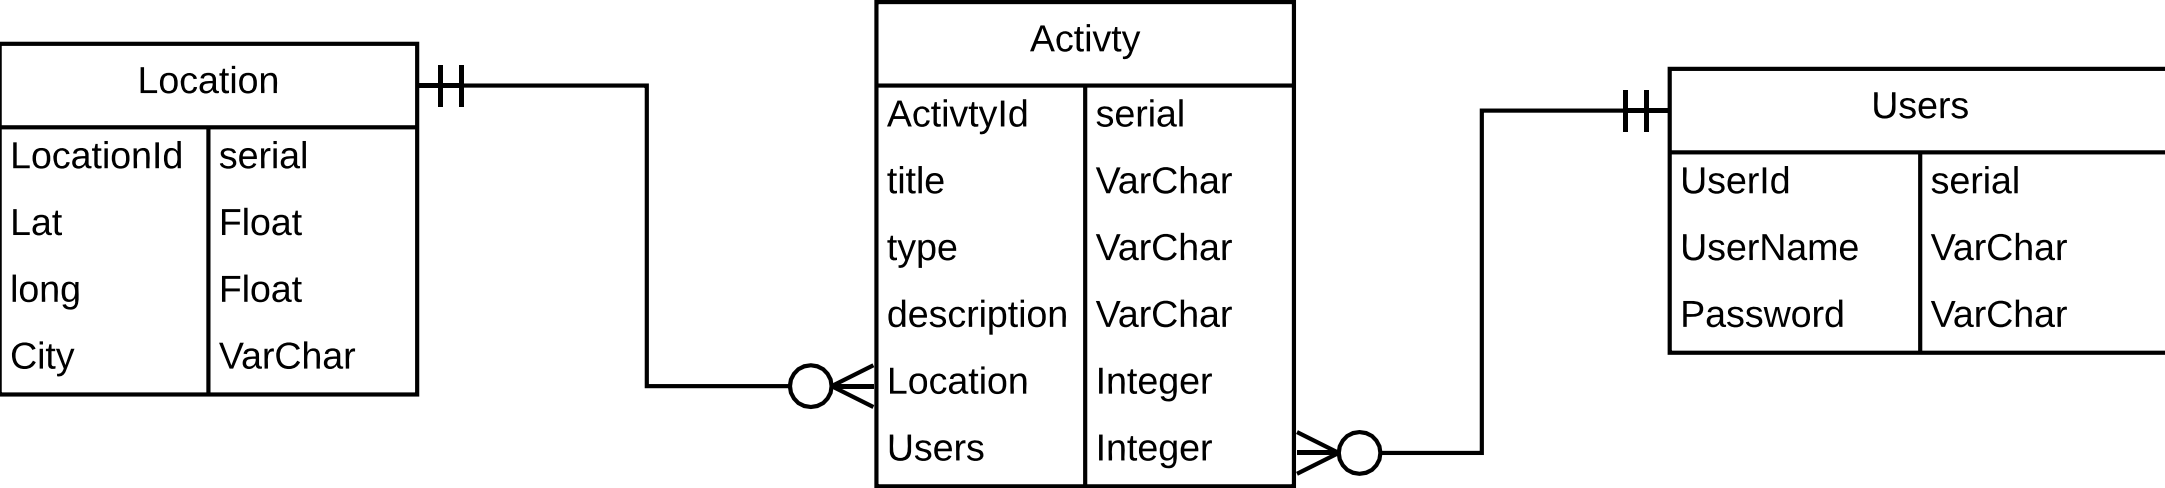 Location
LocationId serial
Lat Float
long Float
City VarChar
Activty
ActivtyId serial
title VarChar
type VarChar
description VarChar
Location Integer
Users Integer
Users
UserId serial
UserName VarChar
Password VarChar